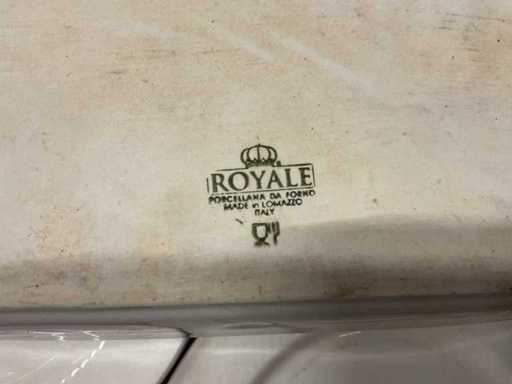 ROYALE
PORCELLANA DA FORNO
MADE in LOMAZZO
ITALY